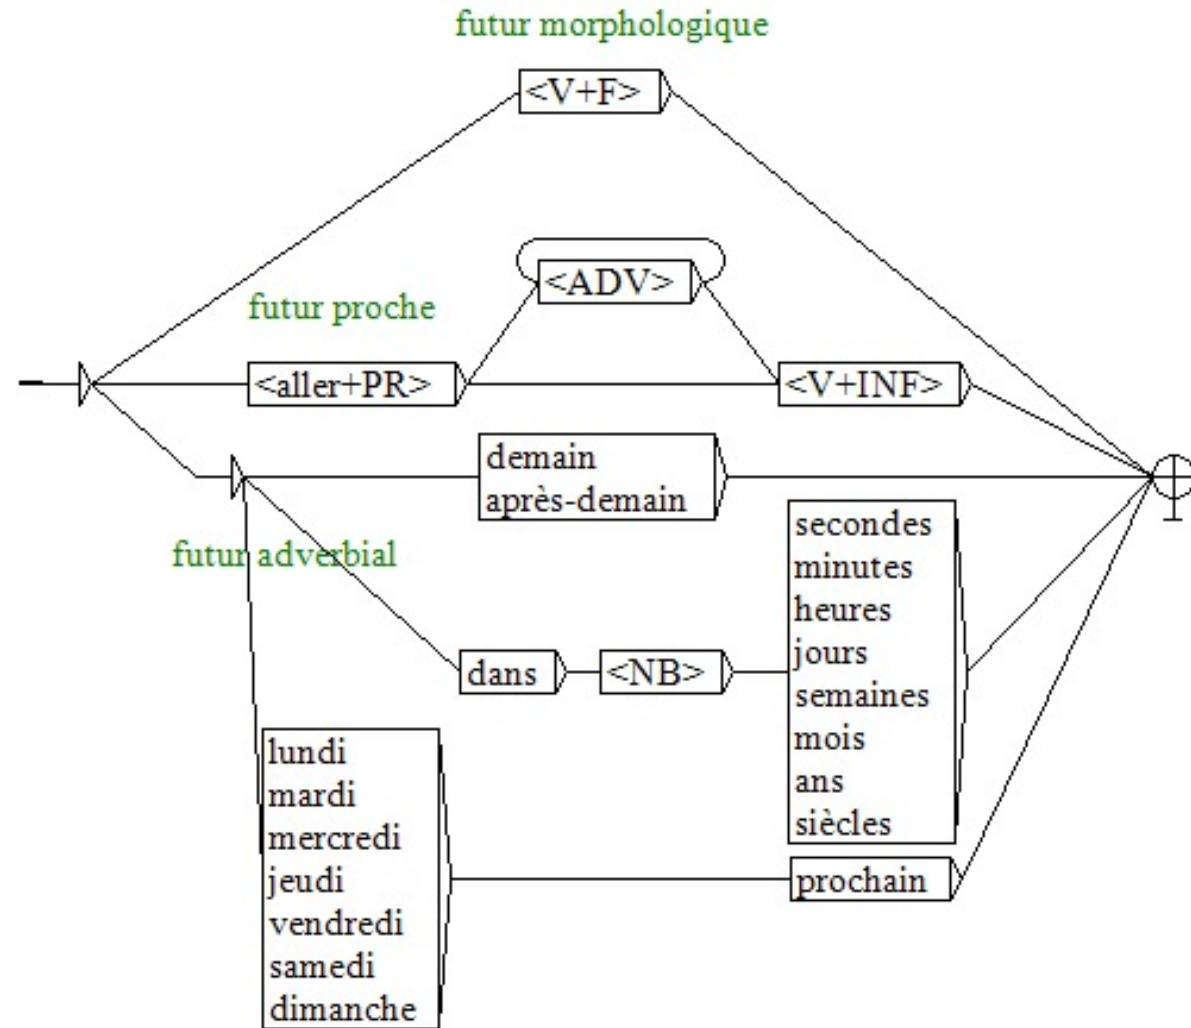 futur morphologique
<V+F>
<ADV>
futur proche
<aller+PR>
<V+INF>
demain
après-demain
futur adverbial
secondes
minutes
heures
jours
semaines
mois
ans
siècles
dans
<NB>
lundi
mardi
mercredi
jeudi
vendredi
samedi
dimanche
prochain